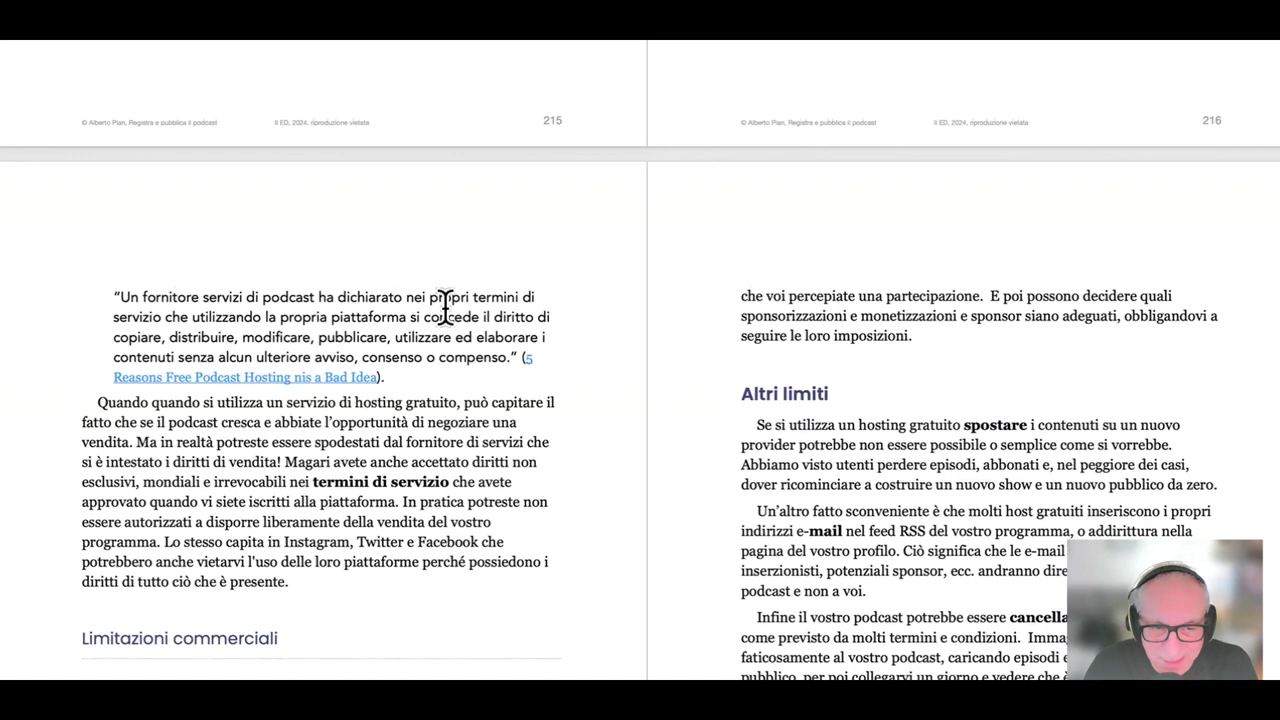 © Alberto Pian, Registra e pubblica il podcast
II ED, 2024, riproduzione vietata
215
© Alberto Pian, Registra e pubblica il podcast
II ED, 2024, riproduzione vietata
216
“Un fornitore servizi di podcast ha dichiarato nei propri termini di
servizio che utilizzando la propria piattaforma si concede il diritto di
copiare, distribuire, modificare, pubblicare, utilizzare ed elaborare i
contenuti senza alcun ulteriore avviso, consenso o compenso.” (5
Reasons Free Podcast Hosting nis a Bad Idea).
Quando quando si utilizza un servizio di hosting gratuito, può capitare il
fatto che se il podcast cresca e abbiate l’opportunità di negoziare una
vendita. Ma in realtà potreste essere spodestati dal fornitore di servizi che
si è intestato i diritti di vendita! Magari avete anche accettato diritti non
esclusivi, mondiali e irrevocabili nei termini di servizio che avete
approvato quando vi siete iscritti alla piattaforma. In pratica potreste non
essere autorizzati a disporre liberamente della vendita del vostro
programma. Lo stesso capita in Instagram, Twitter e Facebook che
potrebbero anche vietarvi l'uso delle loro piattaforme perché possiedono i
diritti di tutto ciò che è presente.
Limitazioni commerciali
che voi percepiate una partecipazione. E poi possono decidere quali
sponsorizzazioni e monetizzazioni e sponsor siano adeguati, obbligandovi a
seguire le loro imposizioni.
Altri limiti
Se si utilizza un hosting gratuito spostare i contenuti su un nuovo
provider potrebbe non essere possibile o semplice come si vorrebbe.
Abbiamo visto utenti perdere episodi, abbonati e, nel peggiore dei casi,
dover ricominciare a costruire un nuovo show e un nuovo pubblico da zero.
Un’altro fatto sconveniente è che molti host gratuiti inseriscono i propri
indirizzi e-mail nel feed RSS del vostro programma, o addirittura nella
pagina del vostro profilo. Ciò significa che le e-mail
inserzionisti, potenziali sponsor, ecc. andranno dire
podcast e non a voi.
Infine il vostro podcast potrebbe essere cancella
come previsto da molti termini e condizioni. Immag
faticosamente al vostro podcast, caricando episodi e
pubblico, per poi collegarvi un giorno e vedere che